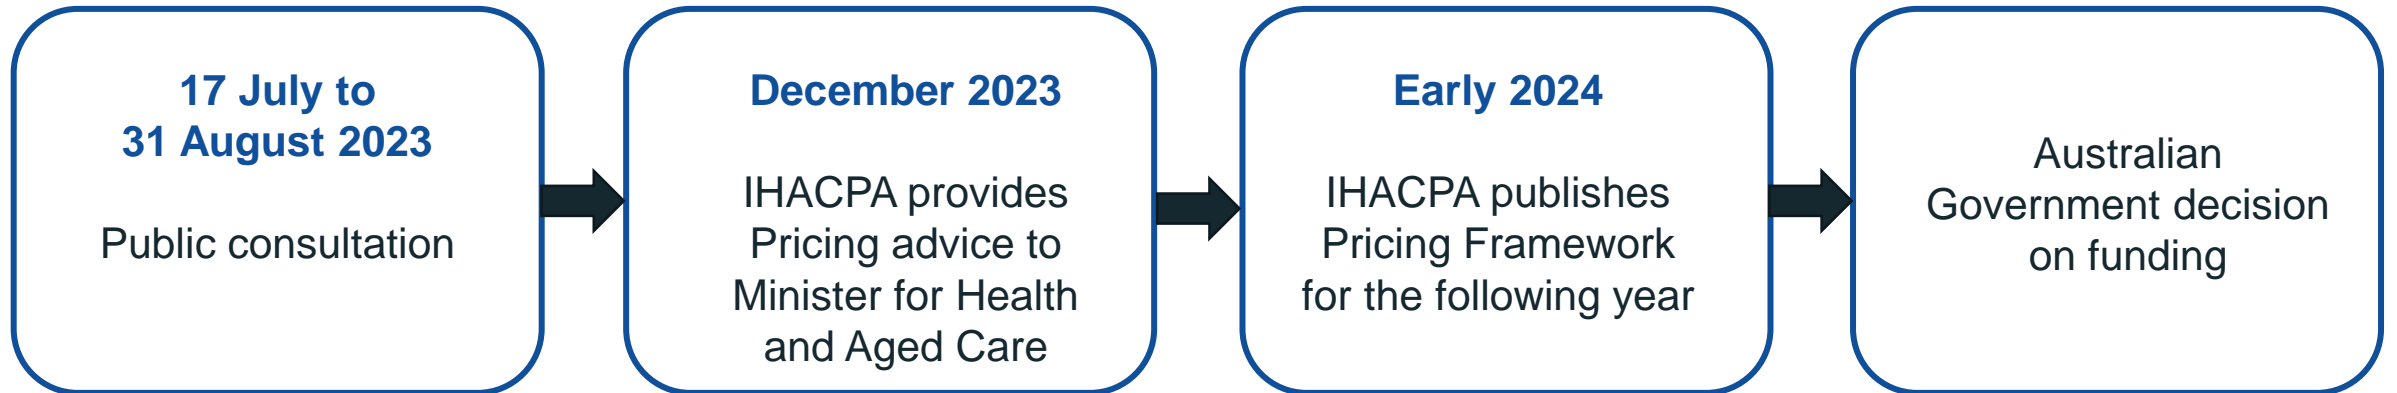 17 July to
31 August 2023
Public consultation
December 2023
IHACPA provides
Pricing advice to
Minister for Health
and Aged Care
Early 2024
IHACPA publishes
Pricing Framework
for the following year
Australian
Government decision
on funding